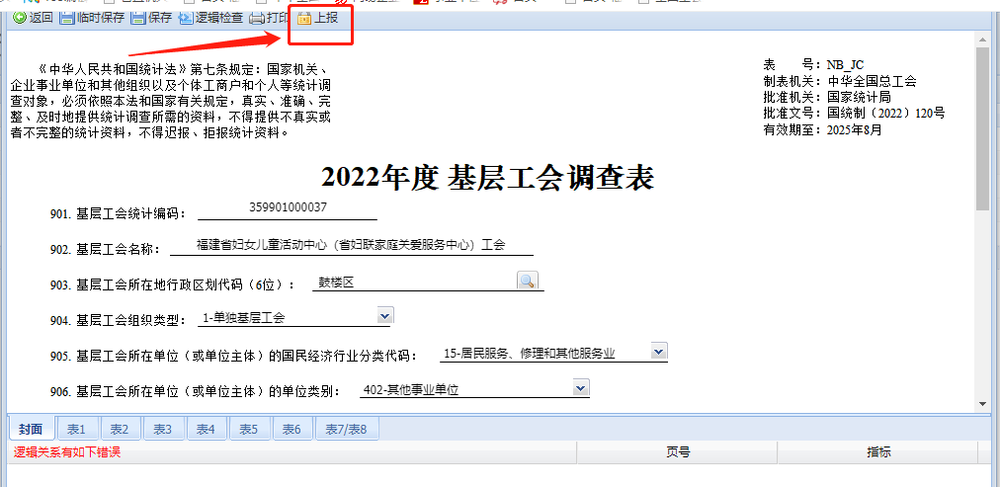 返回 临时保存 保存 逻辑检查 打印 上报
《中华人民共和国统计法》第七条规定：国家机关、
企业事业单位和其他组织以及个体工商户和个人等统计调
查对象，必须依照本法和国家有关规定，真实、准确、完
整、及时地提供统计调查所需的资料，不得提供不真实或
者不完整的统计资料，不得迟报、拒报统计资料。
表 号：NB_JC
制表机关：中华全国总工会
批准机关：国家统计局
批准文号：国统制（2022）120号
有效期至：2025年8月
2022年度 基层工会调查表
901. 基层工会统计编码： 359901000037
902. 基层工会名称： 福建省妇女儿童活动中心（省妇联家庭关爱服务中心）工会
903. 基层工会所在地行政区划代码（6位）： 鼓楼区
904. 基层工会组织类型： 1-单独基层工会
905. 基层工会所在单位（或单位主体）的国民经济行业分类代码： 15-居民服务、修理和其他服务业
906. 基层工会所在单位（或单位主体）的单位类别： 402-其他事业单位
封面 表1 表2 表3 表4 表5 表6 表7/表8
逻辑关系有如下错误 页号 指标